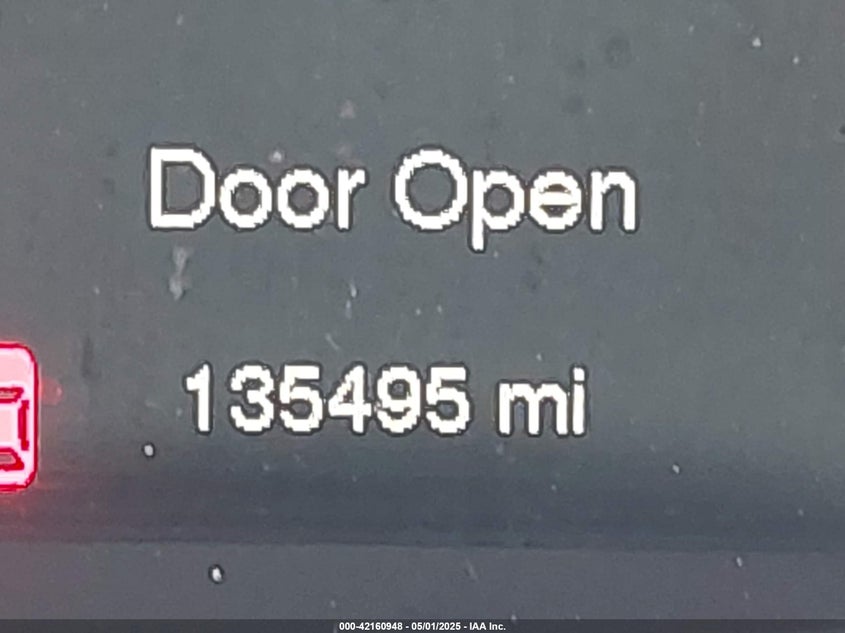 Door Open
135495 mi
000-42160948 - 05/01/2025 - IAA Inc.